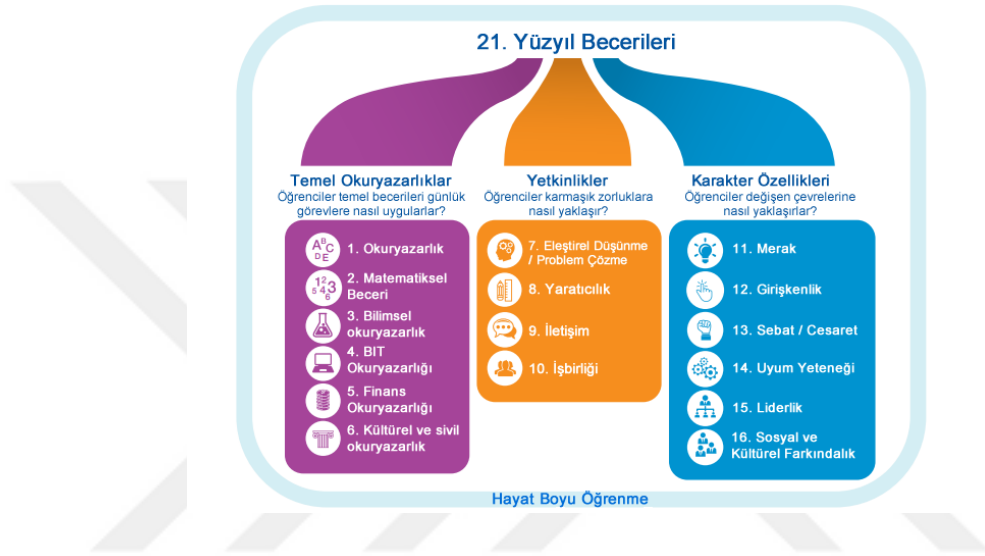 21. Yüzyıl Becerileri
Temel Okuryazarlıklar
Öğrenciler temel becerileri günlük
görevlere nasıl uygularlar?
1. Okuryazarlık
2. Matematiksel
Beceri
3. Bilimsel
okuryazarlık
4. BIT
Okuryazarlığı
5. Finans
Okuryazarlığı
6. Kültürel ve sivil
okuryazarlık
Yetkinlikler
Öğrenciler karmaşık zorluklara
nasıl yaklaşır?
7. Eleştirel Düşünme
/ Problem Çözme
8. Yaratıcılık
9. İletişim
10. İşbirliği
Karakter Özellikleri
Öğrenciler değişen çevrelerine
nasıl yaklaşırlar?
11. Merak
12. Girişkenlik
13. Sebat / Cesaret
14. Uyum Yeteneği
15. Liderlik
16. Sosyal ve
Kültürel Farkındalık
Hayat Boyu Öğrenme